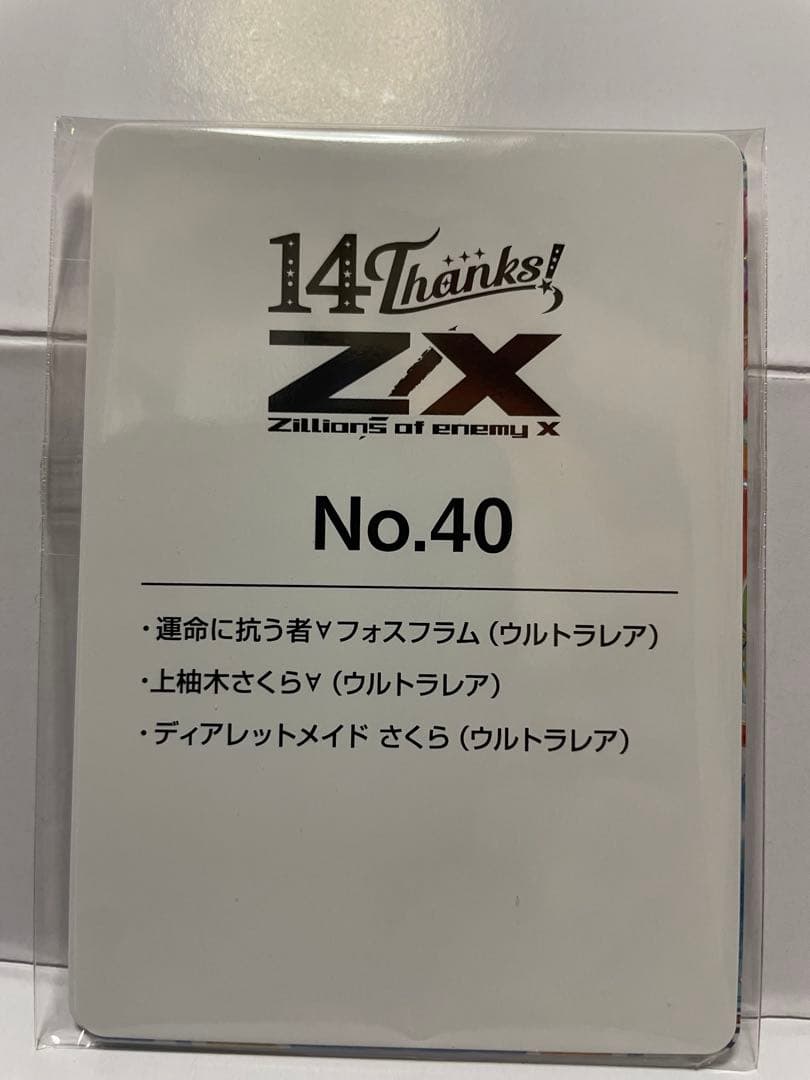 14 Thanks!
Z/X
Zillions of enemy X
No.40
・運命に抗う者∀フォスフラム（ウルトラレア）
・上柚木さくら∀（ウルトラレア）
・ディアレットメイド さくら（ウルトラレア）